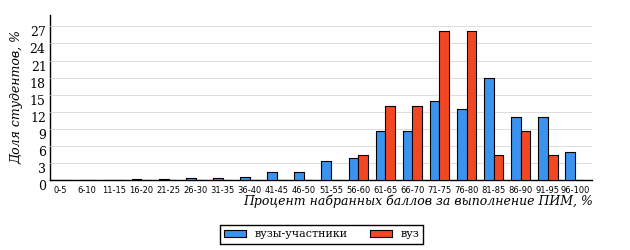 Доля студентов, %
27
24
21
18
15
12
9
6
3
0
0-5 6-10 11-15 16-20 21-25 26-30 31-35 36-40 41-45 46-50 51-55 56-60 61-65 66-70 71-75 76-80 81-85 86-90 91-95 96-100
Процент набранных баллов за выполнение ПИМ, %
вузы-участники вуз